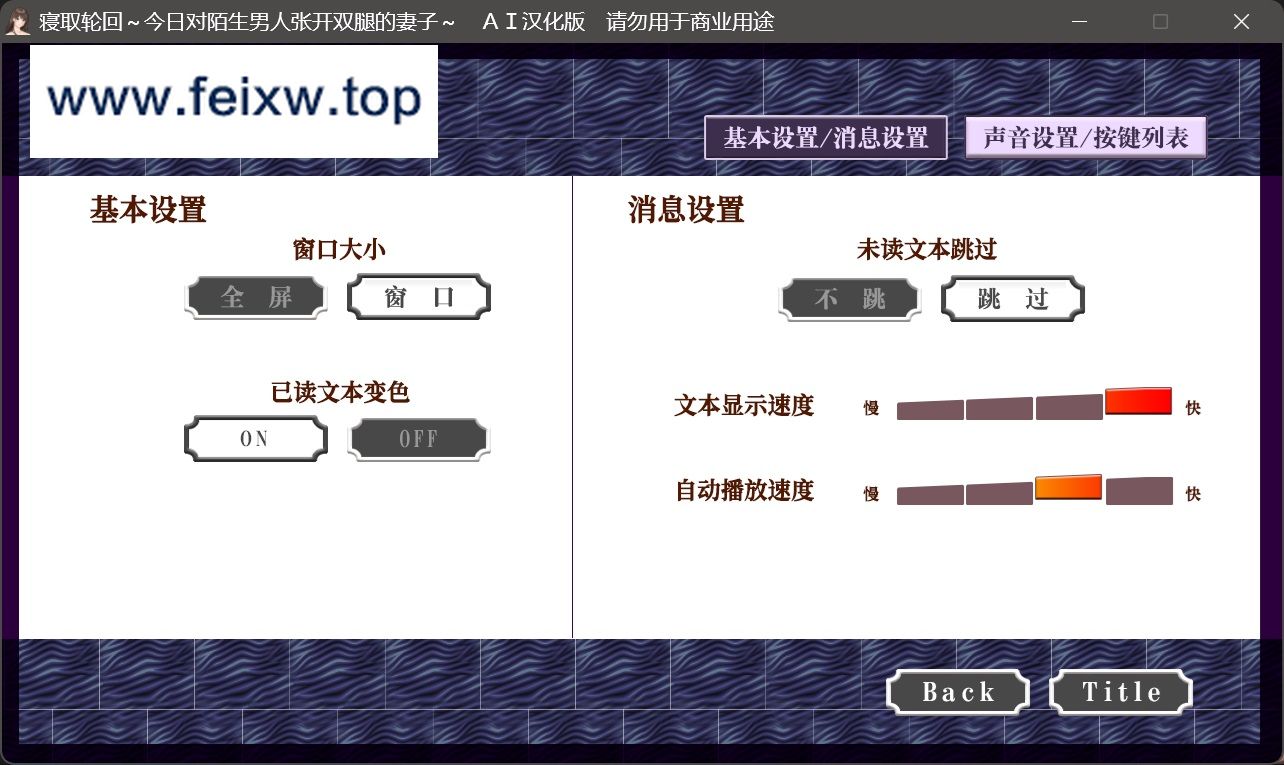 寝取轮回～今日对陌生男人张开双腿的妻子～　ＡＩ汉化版　请勿用于商业用途
www.feixw.top
基本设置/消息设置
声音设置/按键列表
基本设置
窗口大小
全 屏
窗 口
已读文本变色
ON
OFF
消息设置
未读文本跳过
不 跳
跳 过
文本显示速度
慢
快
自动播放速度
慢
快
Back
Title